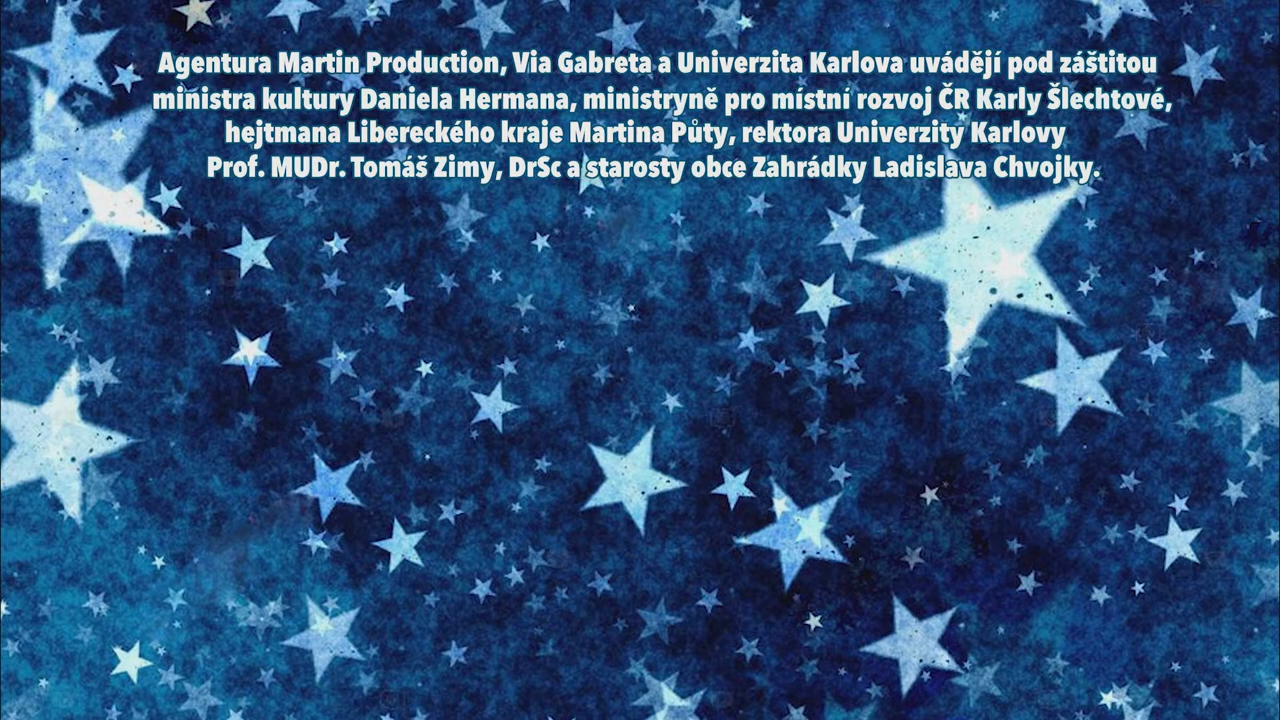 Agentura Martin Production, Via Gabreta a Univerzita Karlova uvádějí pod záštitou
ministra kultury Daniela Hermana, ministryně pro místní rozvoj ČR Karly Šlechtové,
hejtmana Libereckého kraje Martina Půty, rektora Univerzity Karlovy
Prof. MUDr. Tomáš Zimy, DrSc a starosty obce Zahrádky Ladislava Chvojky.